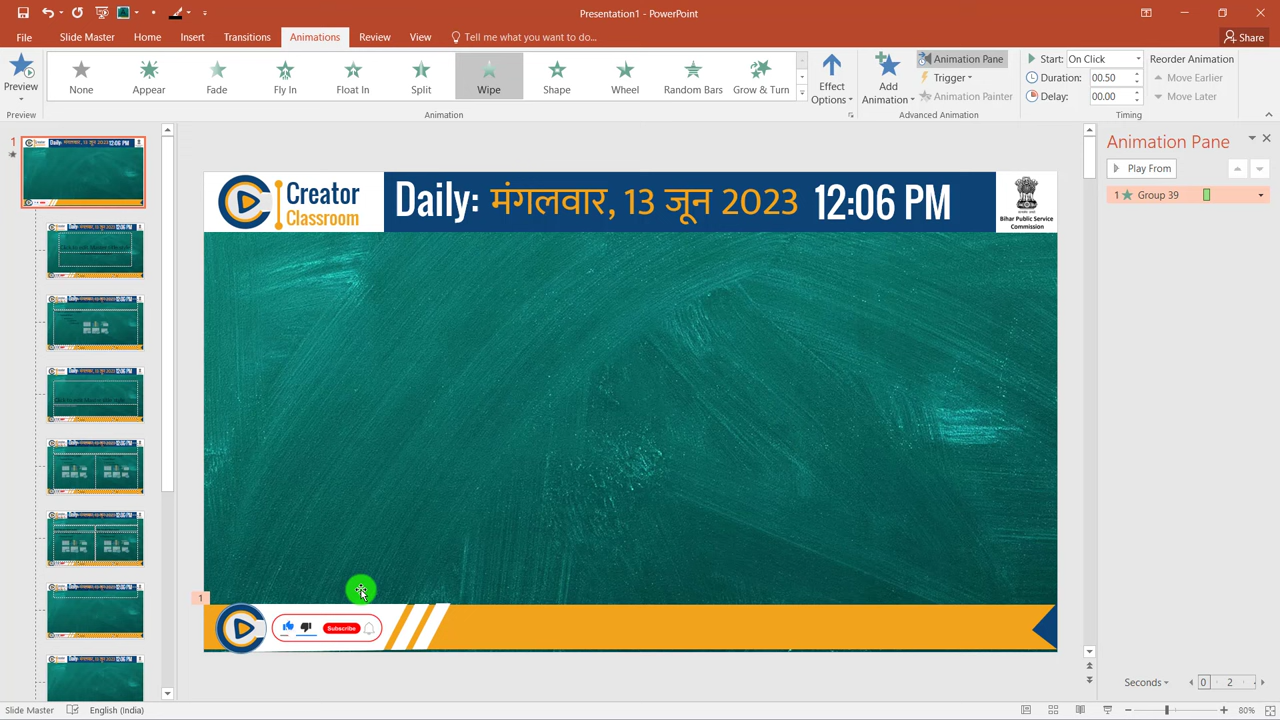 Presentation1 - PowerPoint
File Slide Master Home Insert Transitions Animations Review View Tell me what you want to do... Share
Preview None Appear Fade Fly In Float In Split Wipe Shape Wheel Random Bars Grow & Turn Effect Options Add Animation
Animation Pane Start: On Click Reorder Animation
Trigger Duration: 00.50 Move Earlier
Animation Painter Delay: 00.00 Move Later
Preview Animation Advanced Animation Timing
Animation Pane
Play From
1 Group 39
1
Creator
Classroom
Daily: मंगलवार, 13 जून 2023 12:06 PM
Bihar Public Service
Commission
1
Subscribe
Seconds 0 2
Slide Master English (India) 80%